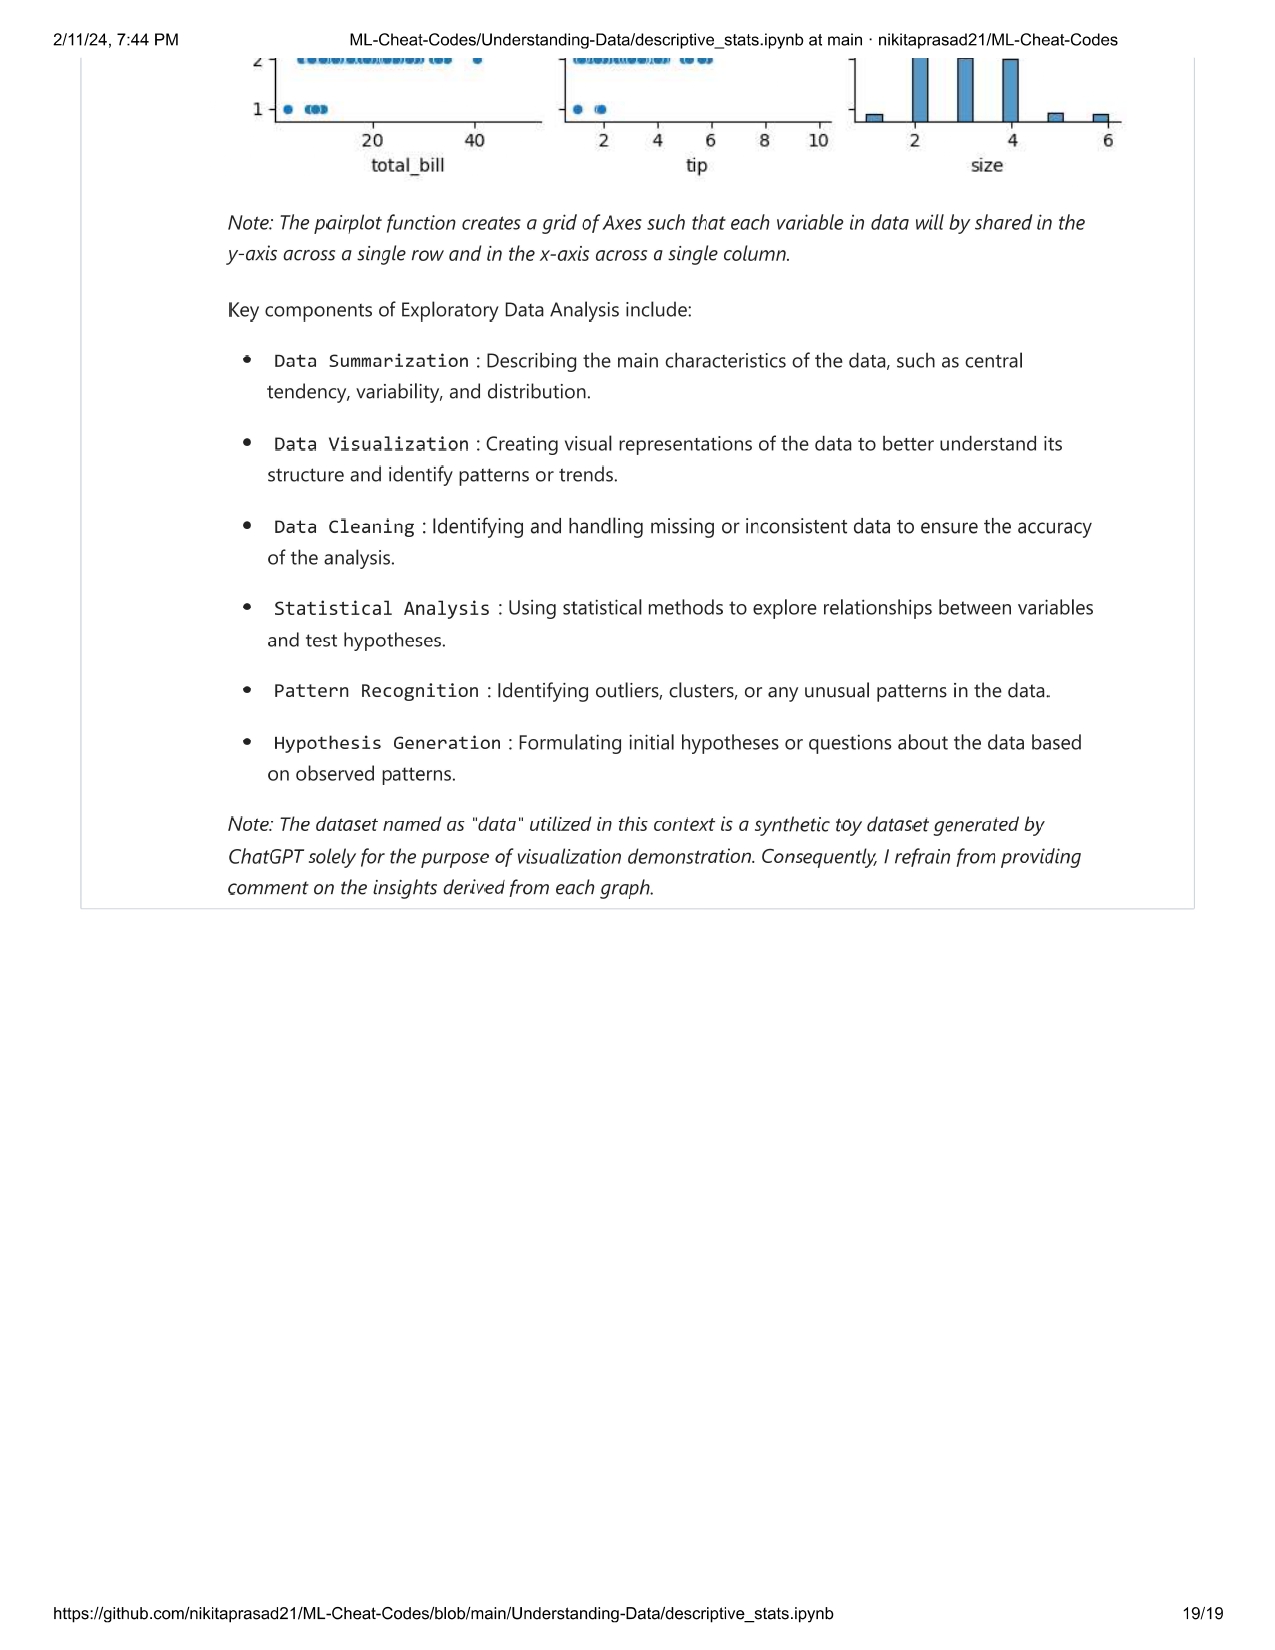 2/11/24, 7:44 PM ML-Cheat-Codes/Understanding-Data/descriptive_stats.ipynb at main · nikitaprasad21/ML-Cheat-Codes
2
1
20 40 2 4 6 8 10 2 4 6
total_bill tip size
Note: The pairplot function creates a grid of Axes such that each variable in data will by shared in the
y-axis across a single row and in the x-axis across a single column.
Key components of Exploratory Data Analysis include:
• Data Summarization : Describing the main characteristics of the data, such as central
tendency, variability, and distribution.
• Data Visualization : Creating visual representations of the data to better understand its
structure and identify patterns or trends.
• Data Cleaning : Identifying and handling missing or inconsistent data to ensure the accuracy
of the analysis.
• Statistical Analysis : Using statistical methods to explore relationships between variables
and test hypotheses.
• Pattern Recognition : Identifying outliers, clusters, or any unusual patterns in the data.
• Hypothesis Generation : Formulating initial hypotheses or questions about the data based
on observed patterns.
Note: The dataset named as "data" utilized in this context is a synthetic toy dataset generated by
ChatGPT solely for the purpose of visualization demonstration. Consequently, I refrain from providing
comment on the insights derived from each graph.
https://github.com/nikitaprasad21/ML-Cheat-Codes/blob/main/Understanding-Data/descriptive_stats.ipynb 19/19